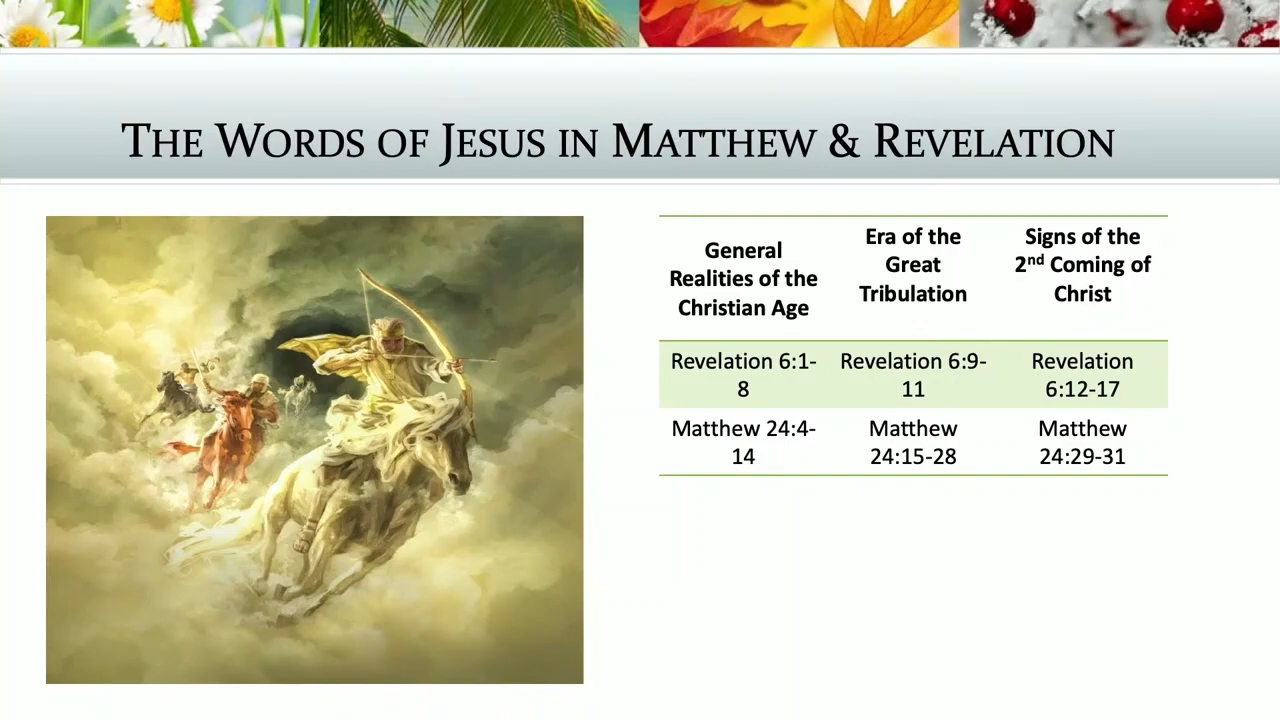 THE WORDS OF JESUS IN MATTHEW & REVELATION
General
Realities of the
Christian Age
Era of the
Great
Tribulation
Signs of the
2nd Coming of
Christ
Revelation 6:1-
8
Revelation 6:9-
11
Revelation
6:12-17
Matthew 24:4-
14
Matthew
24:15-28
Matthew
24:29-31